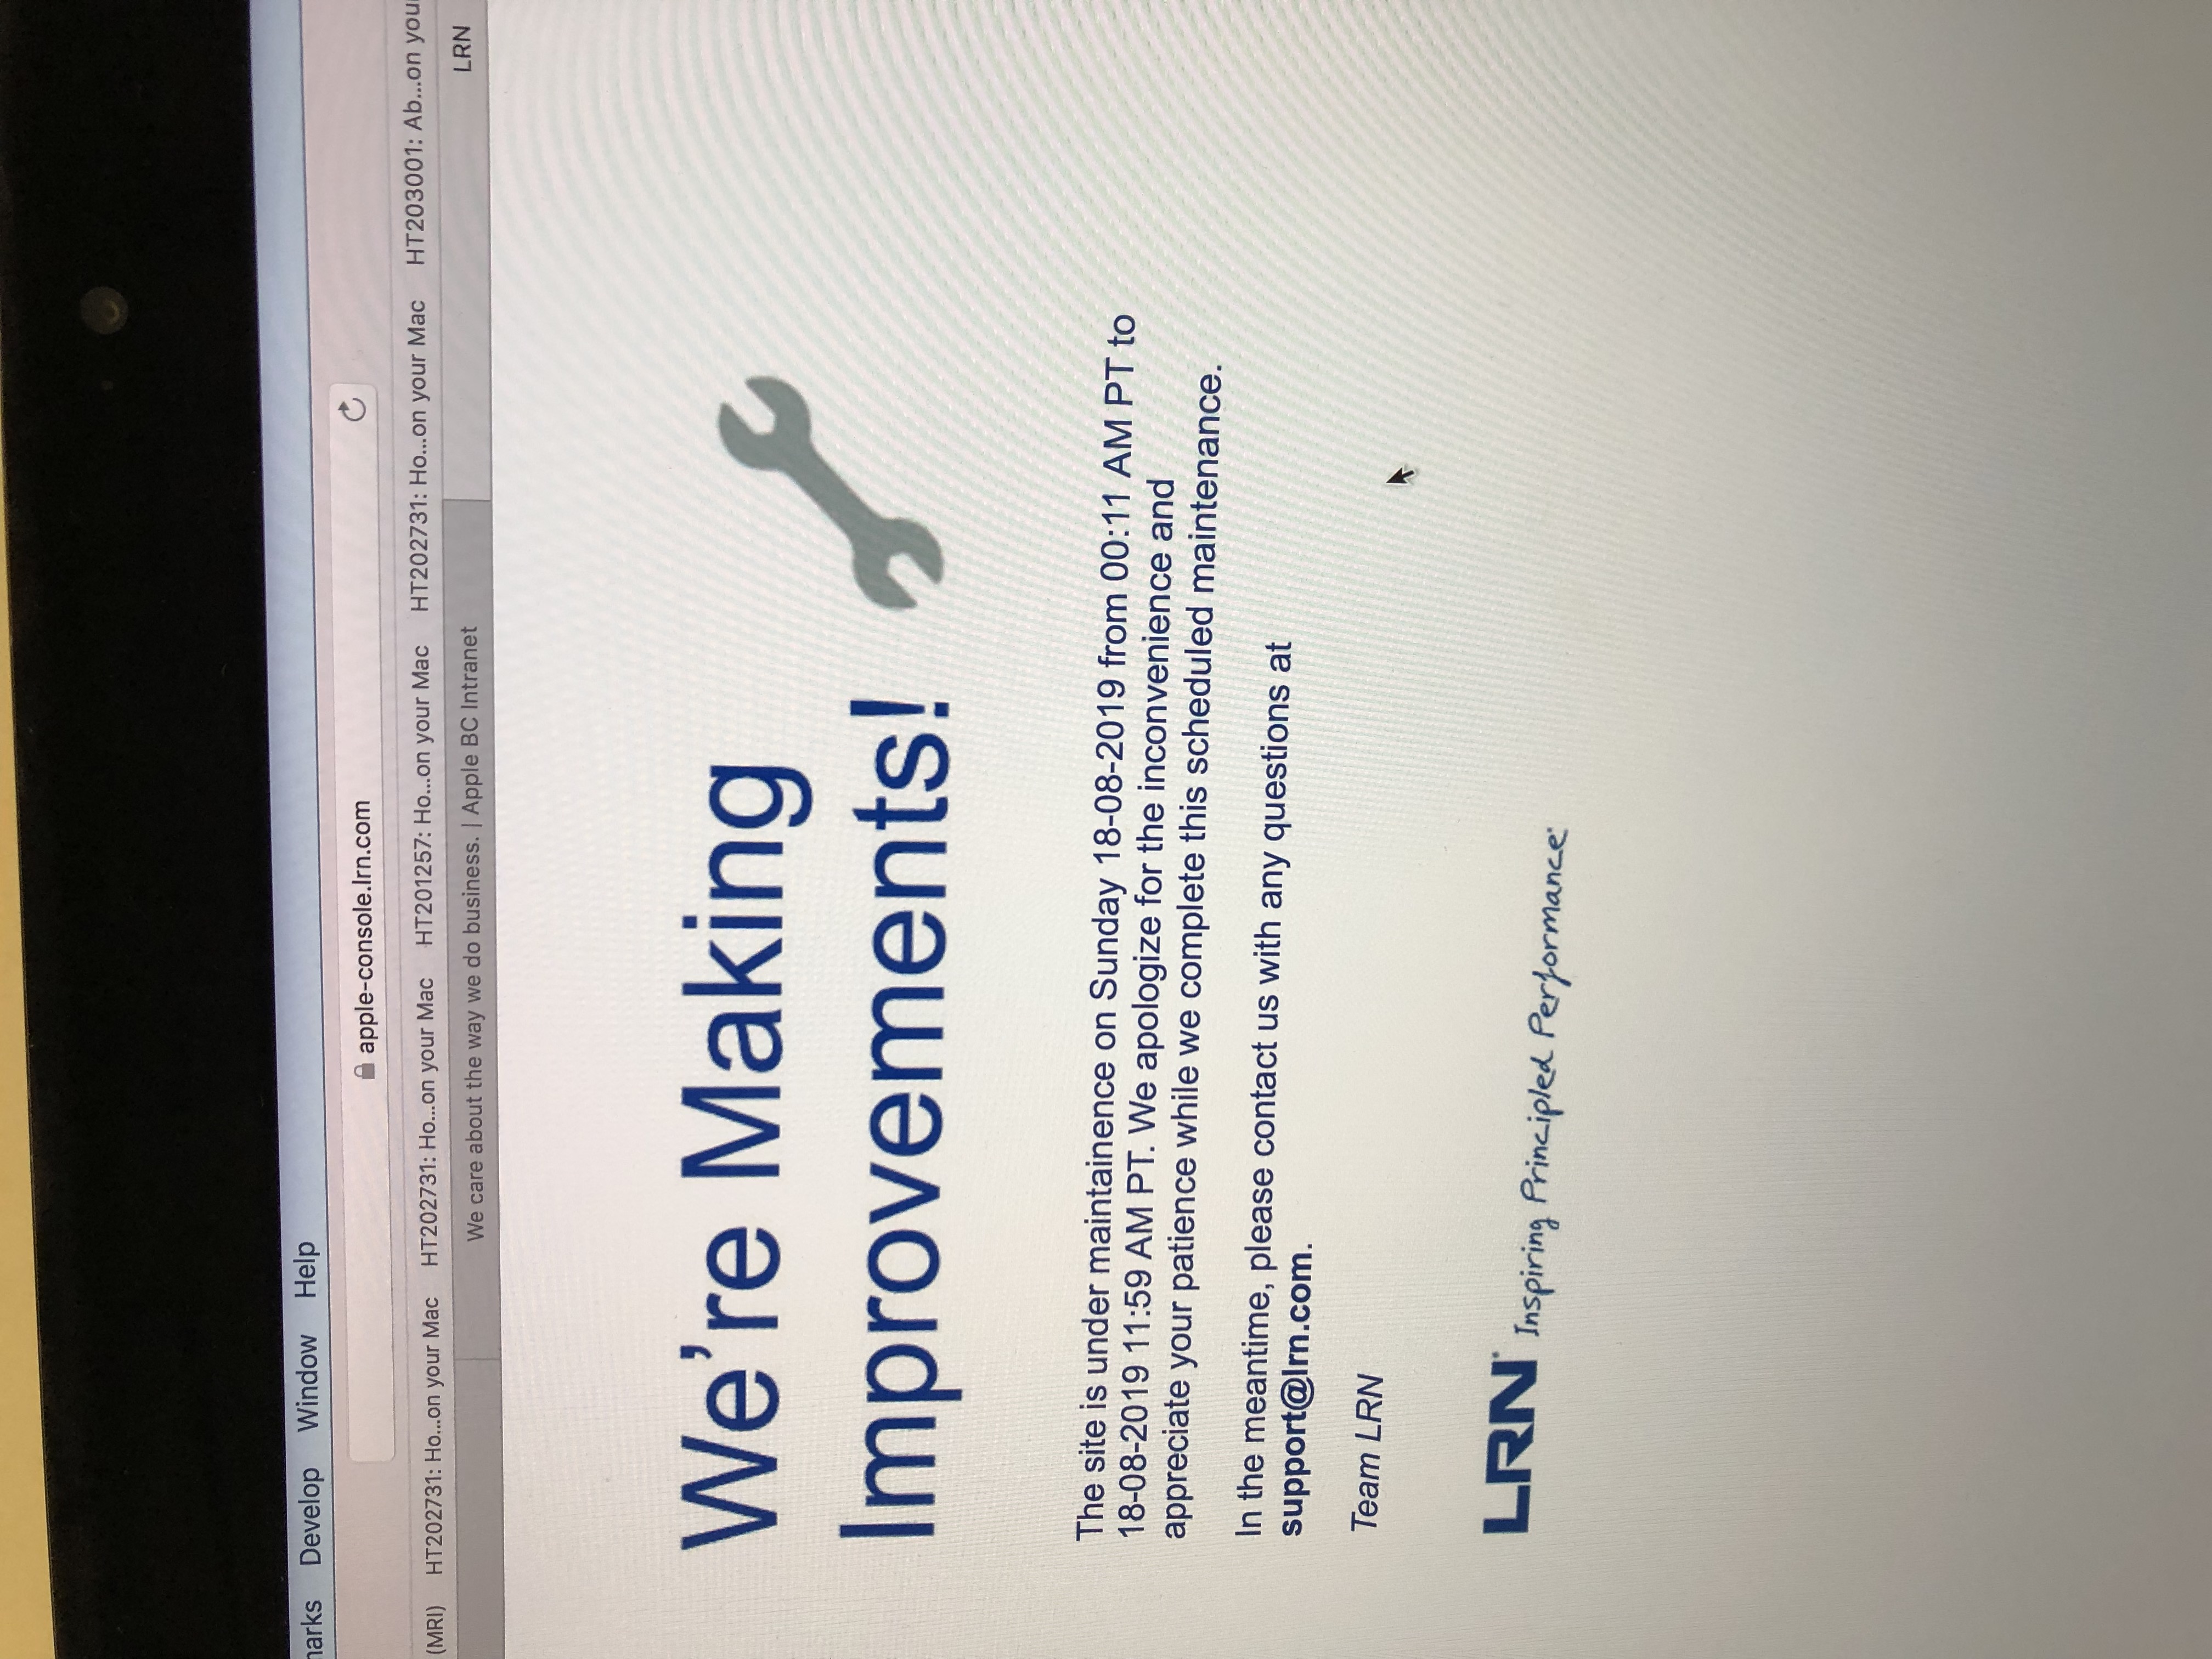 marks Develop Window Help
apple-console.lrn.com
(MRI) HT202731: Ho...on your Mac HT202731: Ho...on your Mac HT201257: Ho...on your Mac HT202731: Ho...on your Mac HT203001: Ab...on you
We care about the way we do business. | Apple BC Intranet LRN
We're Making
Improvements!
The site is under maintainence on Sunday 18-08-2019 from 00:11 AM PT to
18-08-2019 11:59 AM PT. We apologize for the inconvenience and
appreciate your patience while we complete this scheduled maintenance.
In the meantime, please contact us with any questions at
support@lrn.com.
Team LRN
LRN Inspiring Principled Performance